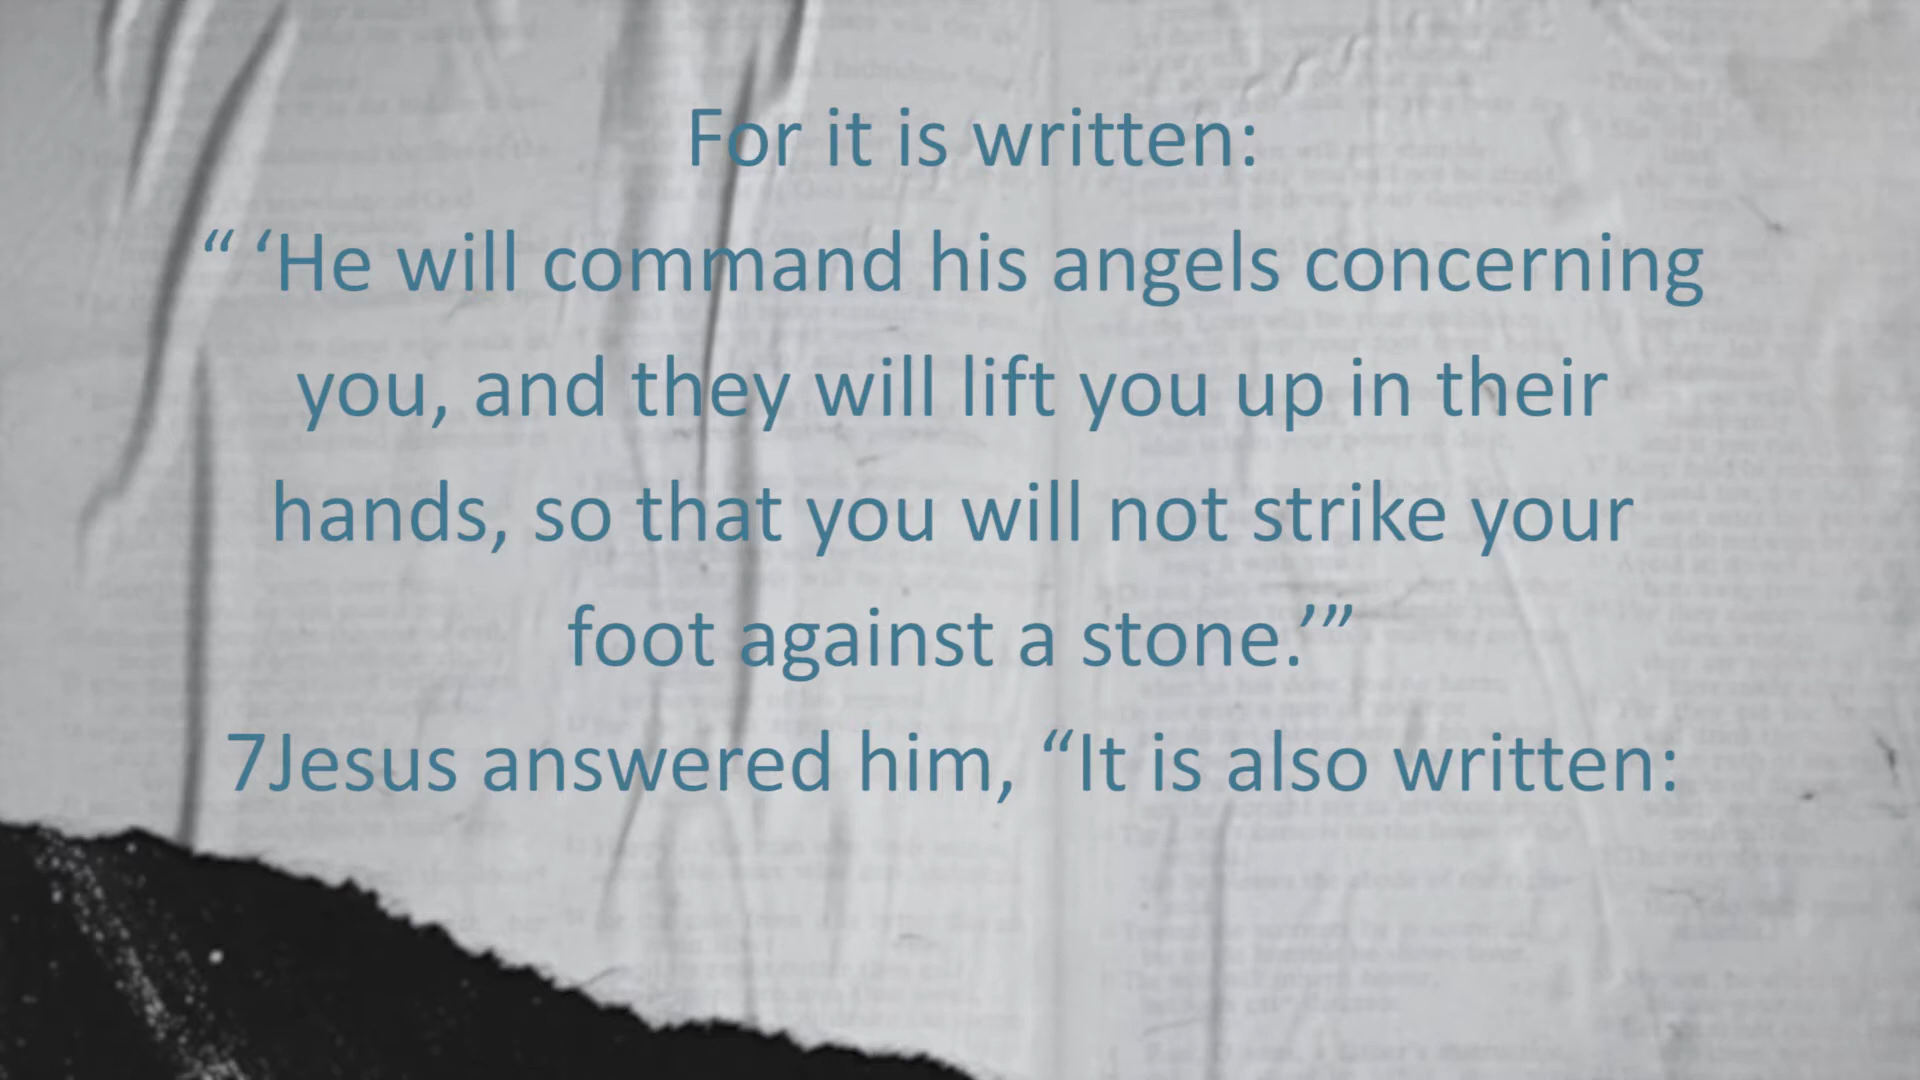 For it is written:
“ ‘He will command his angels concerning
you, and they will lift you up in their
hands, so that you will not strike your
foot against a stone.’”
7Jesus answered him, “It is also written: